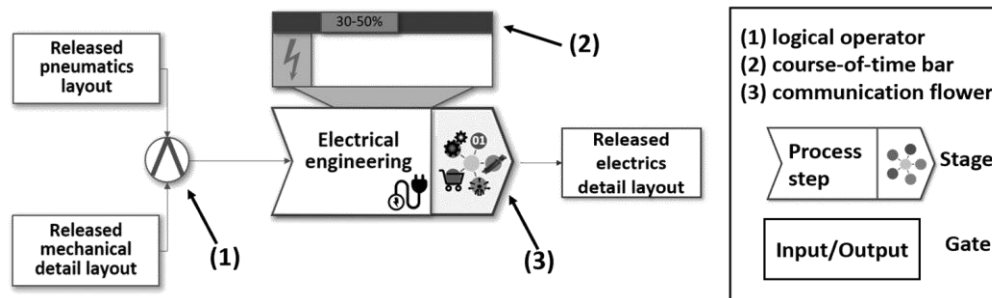 Released
pneumatics
layout
Released
mechanical
detail layout
(1)
30-50%
(2)
Electrical
engineering
01
(3)
Released
electrics
detail layout
(1) logical operator
(2) course-of-time bar
(3) communication flower
Process
step
Stage
Input/Output
Gate